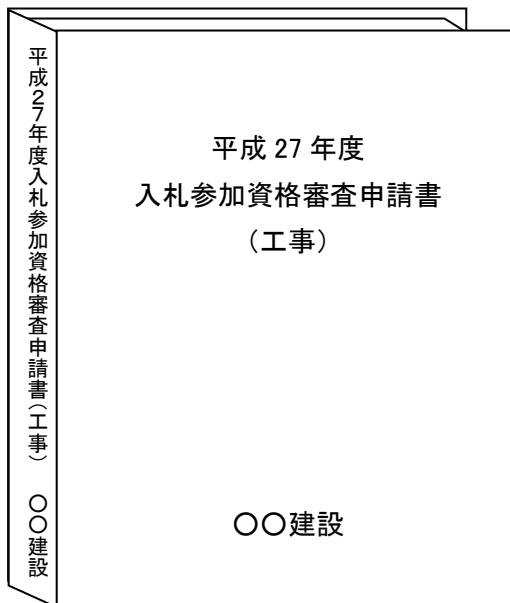 平成27年度入札参加資格審査申請書(工事) 〇〇建設
平成 27 年度
入札参加資格審査申請書
(工事)
〇〇建設